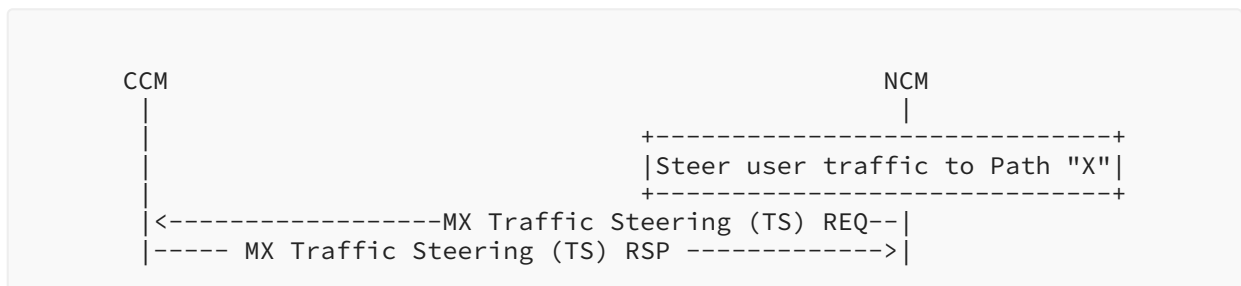 CCM                                               NCM
 |                                                 |
 |                                +------------------------------+
 |                                |Steer user traffic to Path "X"|
 |                                +------------------------------+
 |<------------------MX Traffic Steering (TS) REQ--|
 |----- MX Traffic Steering (TS) RSP ------------->|